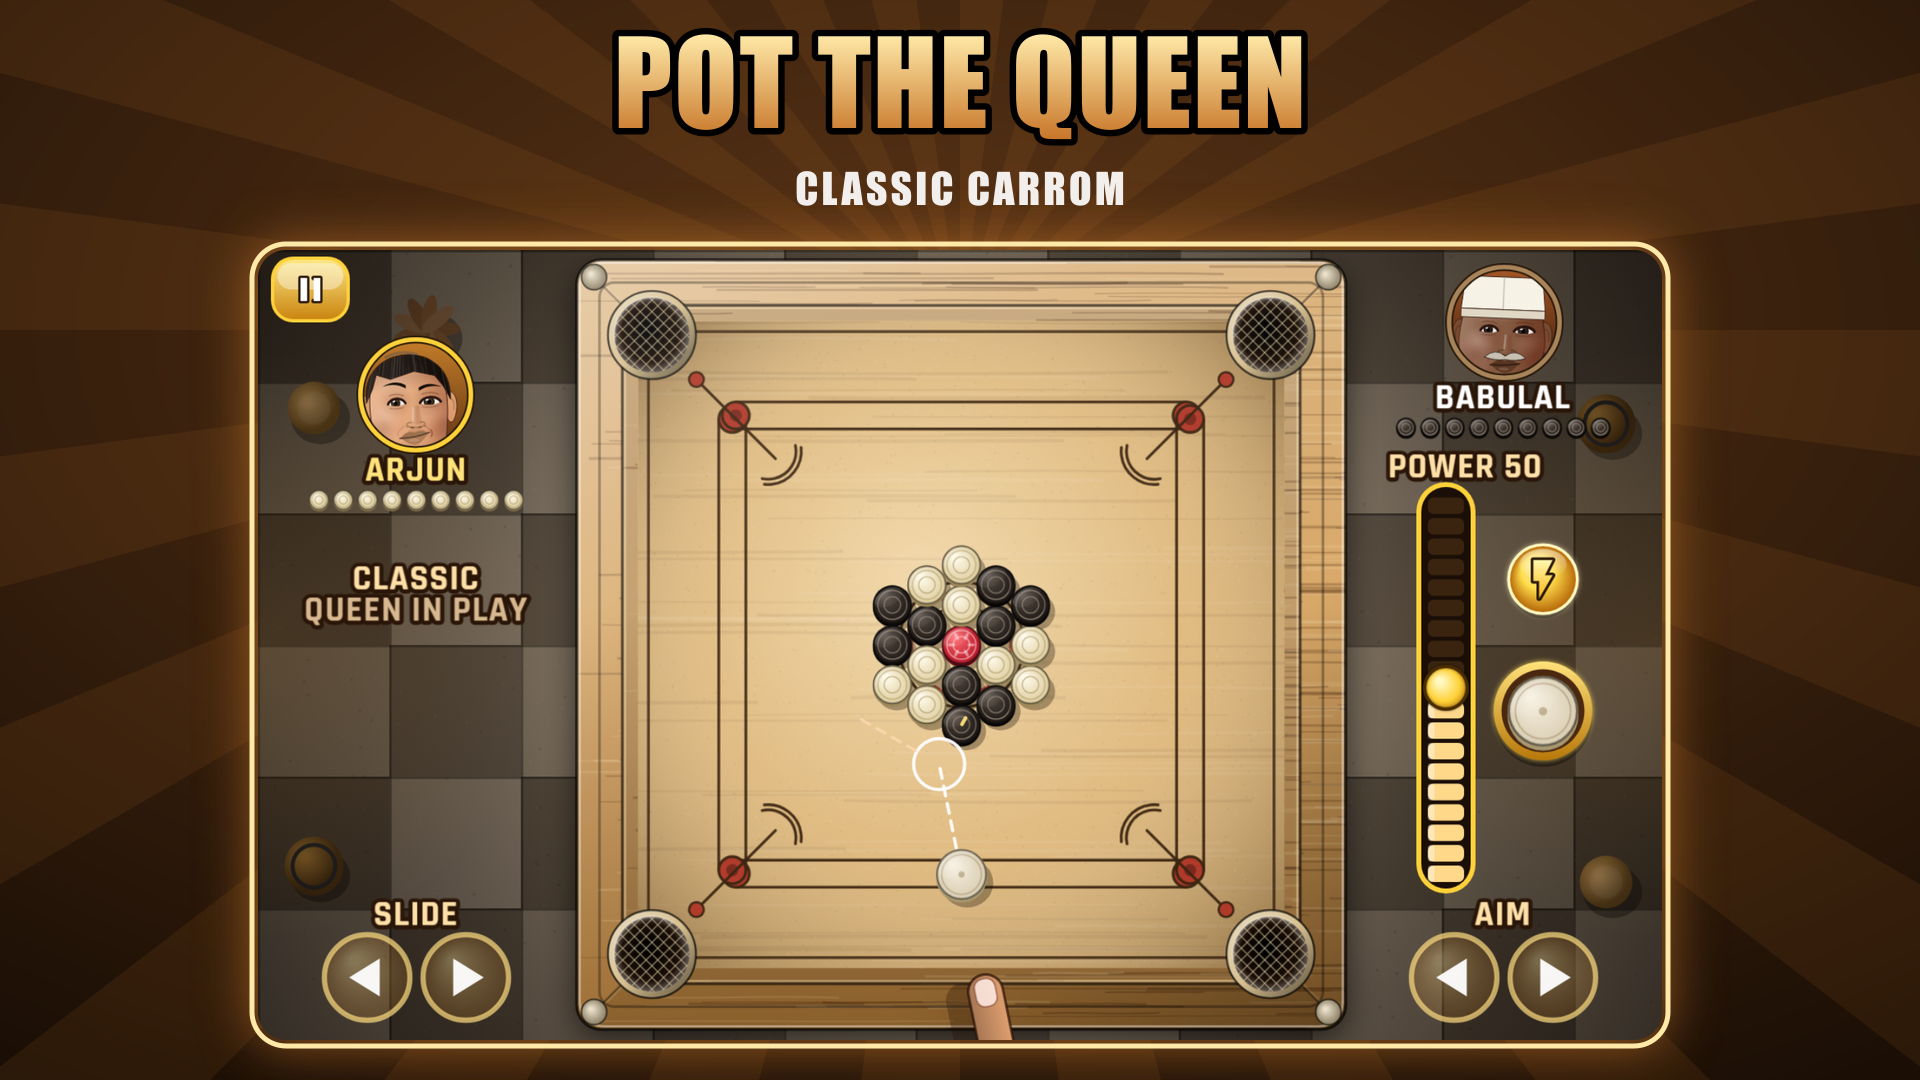 POT THE QUEEN
CLASSIC CARROM
ARJUN
CLASSIC
QUEEN IN PLAY
SLIDE
BABULAL
POWER 50
AIM